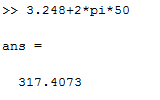 >> 3.248+2*pi*50
ans =
317.4073